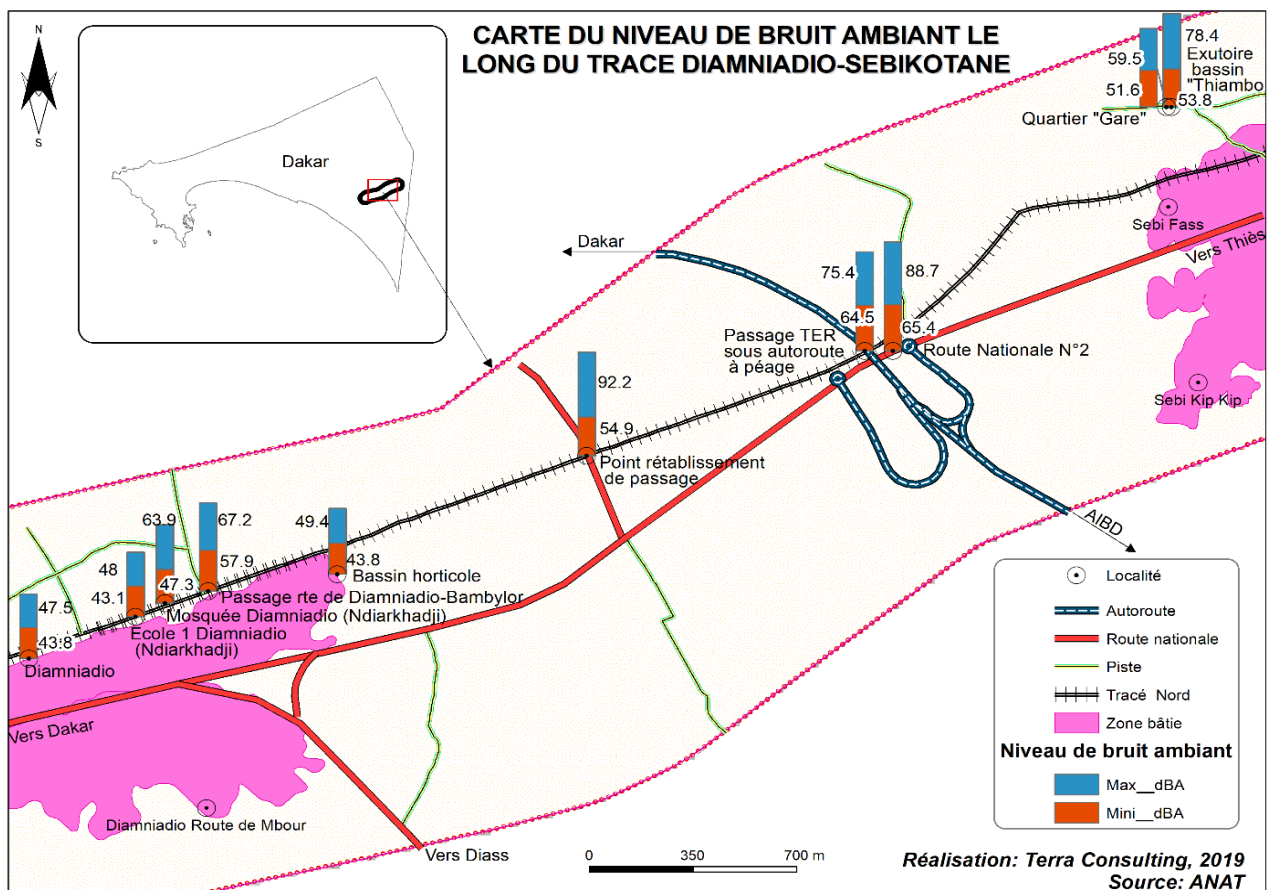 CARTE DU NIVEAU DE BRUIT AMBIANT LE
LONG DU TRACE DIAMNIADIO-SEBIKOTANE
N
S
Dakar
78.4
59.5
Exutoire
bassin
"Thiambo
51.6
53.8
Quartier "Gare"
Sebi Fass
Vers Thiès
Dakar
75.4
88.7
64.5
65.4
Passage TER
sous autoroute
à péage
Route Nationale N°2
Sebi Kip Kip
92.2
54.9
Point rétablissement
de passage
AIBD
63.9
67.2
49.4
48
57.9
43.8
47.3
43.1
Bassin horticole
Passage rte de Diamniadio-Bambylor
Mosquée Diamniadio (Ndiarkhadji)
Ecole 1 Diamniadio
(Ndiarkhadji)
47.5
43.8
Diamniadio
Vers Dakar
Diamniadio Route de Mbour
Vers Diass
Localité
Autoroute
Route nationale
Piste
Tracé Nord
Zone bâtie
Niveau de bruit ambiant
Max__dBA
Mini__dBA
0 350 700 m
Réalisation: Terra Consulting, 2019
Source: ANAT